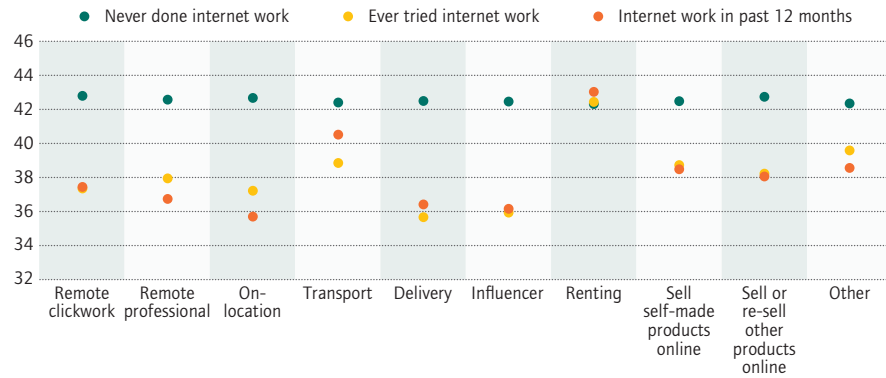 Never done internet work
Ever tried internet work
Internet work in past 12 months
46
44
42
40
38
36
34
32
Remote
clickwork
Remote
professional
On-
location
Transport
Delivery
Influencer
Renting
Sell
self-made
products
online
Sell or
re-sell
other
products
online
Other